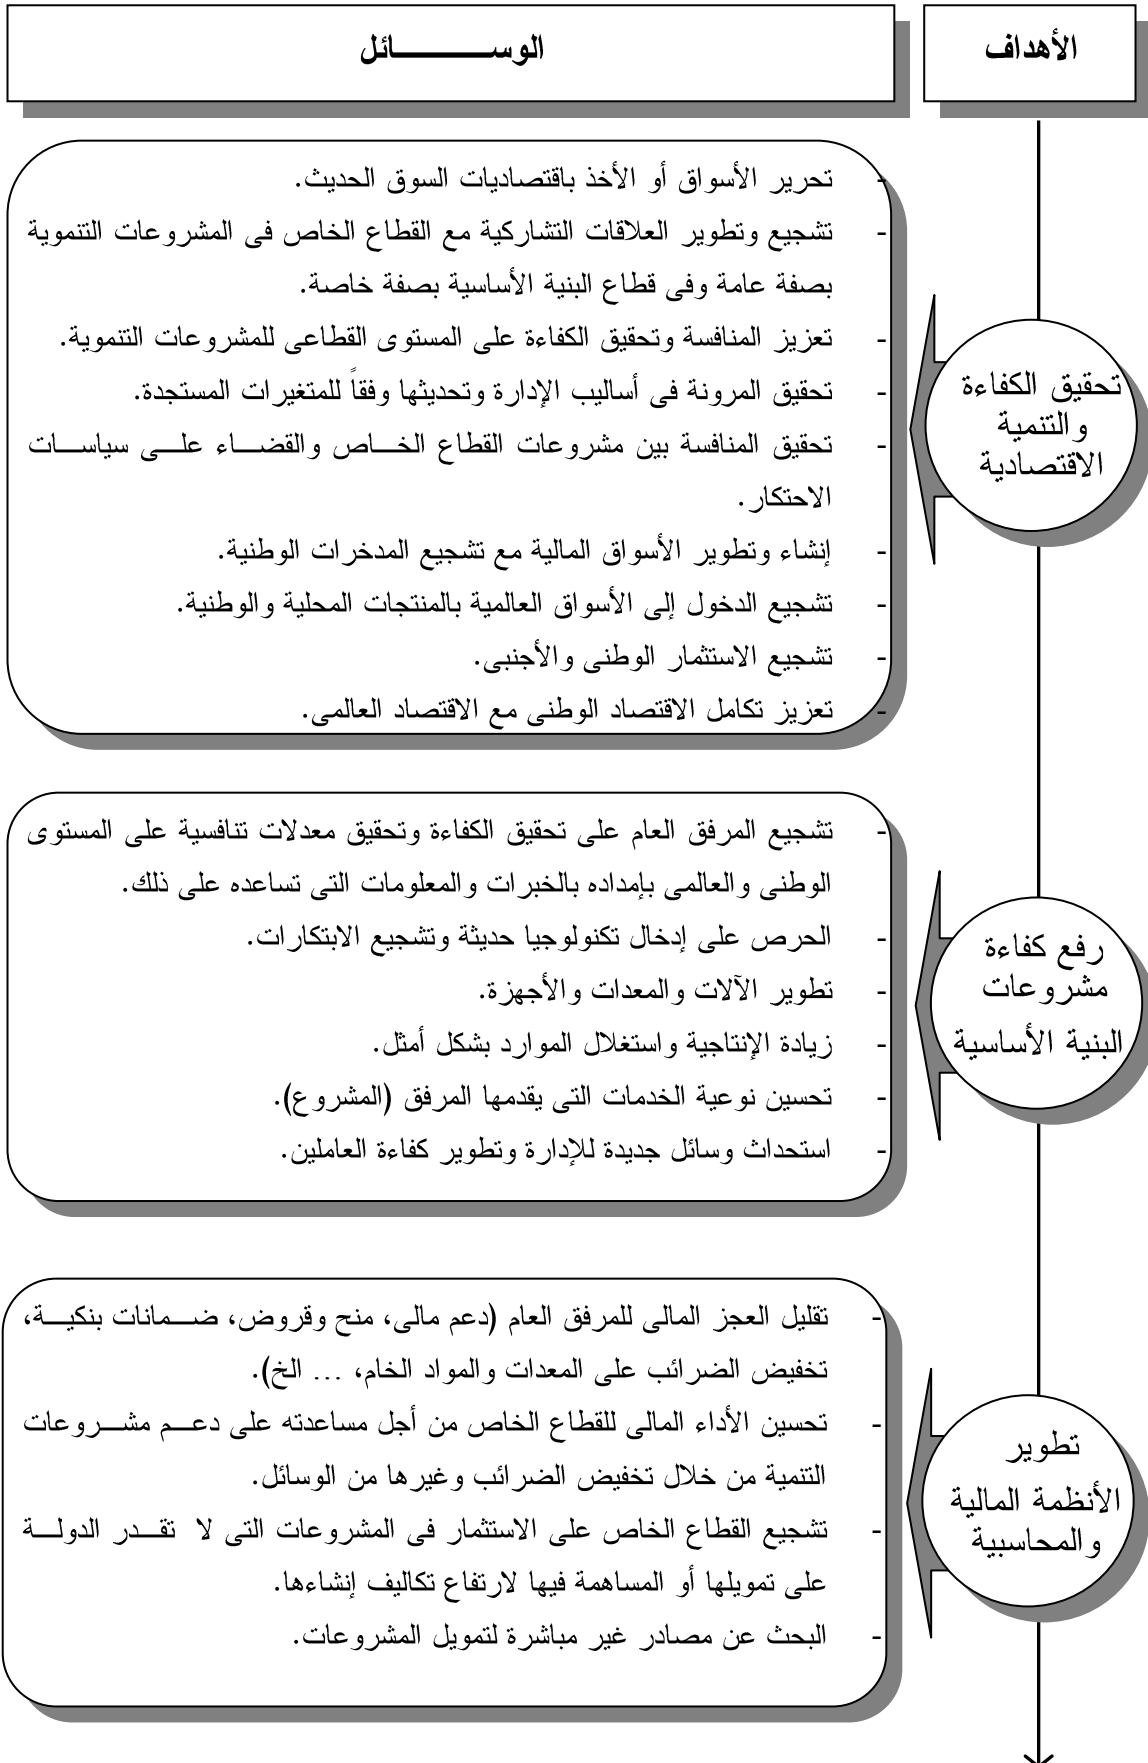 الأهداف
الوســـــــــائل
تحقيق الكفاءة
والتنمية
الاقتصادية
- تحرير الأسواق أو الأخذ باقتصاديات السوق الحديث.
- تشجيع وتطوير العلاقات التشاركية مع القطاع الخاص فى المشروعات التنموية
بصفة عامة وفى قطاع البنية الأساسية بصفة خاصة.
- تعزيز المنافسة وتحقيق الكفاءة على المستوى القطاعى للمشروعات التنموية.
- تحقيق المرونة فى أساليب الإدارة وتحديثها وفقاً للمتغيرات المستجدة.
- تحقيق المنافسة بين مشروعات القطاع الخـــاص والقضـــاء علـــى سياســـات
الاحتكار.
- إنشاء وتطوير الأسواق المالية مع تشجيع المدخرات الوطنية.
- تشجيع الدخول إلى الأسواق العالمية بالمنتجات المحلية والوطنية.
- تشجيع الاستثمار الوطنى والأجنبى.
- تعزيز تكامل الاقتصاد الوطنى مع الاقتصاد العالمى.
رفع كفاءة
مشروعات
البنية الأساسية
- تشجيع المرفق العام على تحقيق الكفاءة وتحقيق معدلات تنافسية على المستوى
الوطنى والعالمى بإمداده بالخبرات والمعلومات التى تساعده على ذلك.
- الحرص على إدخال تكنولوجيا حديثة وتشجيع الابتكارات.
- تطوير الآلات والمعدات والأجهزة.
- زيادة الإنتاجية واستغلال الموارد بشكل أمثل.
- تحسين نوعية الخدمات التى يقدمها المرفق (المشروع).
- استحداث وسائل جديدة للإدارة وتطوير كفاءة العاملين.
تطوير
الأنظمة المالية
والمحاسبية
- تقليل العجز المالى للمرفق العام (دعم مالى، منح وقروض، ضـــمانات بنكيـــة،
تخفيض الضرائب على المعدات والمواد الخام، ... الخ).
- تحسين الأداء المالى للقطاع الخاص من أجل مساعدته على دعـــم مشـــروعات
التنمية من خلال تخفيض الضرائب وغيرها من الوسائل.
- تشجيع القطاع الخاص على الاستثمار فى المشروعات التى لا تقـــدر الدولـــة
على تمويلها أو المساهمة فيها لارتفاع تكاليف إنشاءها.
- البحث عن مصادر غير مباشرة لتمويل المشروعات.